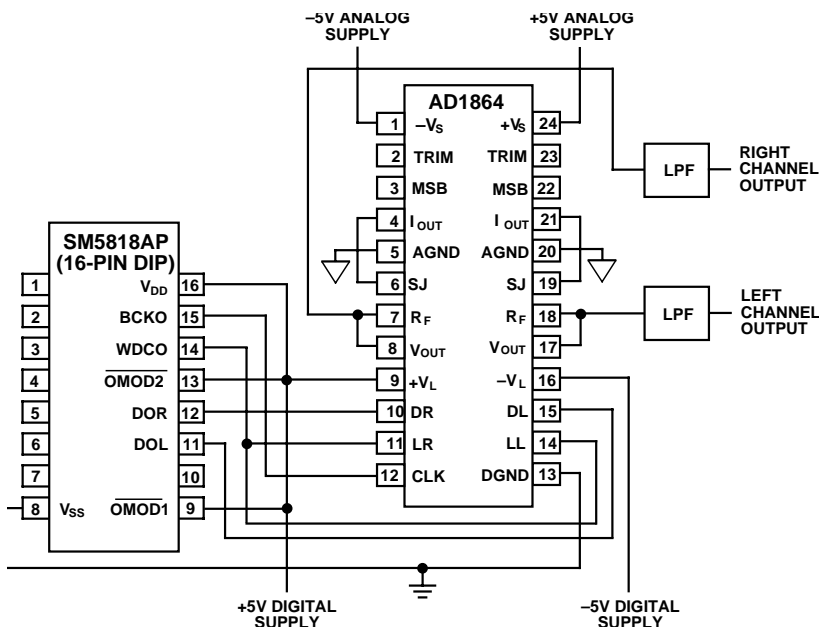 –5V ANALOG
SUPPLY
+5V ANALOG
SUPPLY
AD1864
1 –VS +VS 24
2 TRIM TRIM 23
3 MSB MSB 22
4 IOUT IOUT 21
5 AGND AGND 20
6 SJ SJ 19
7 RF RF 18
8 VOUT VOUT 17
9 +VL –VL 16
10 DR DL 15
11 LR LL 14
12 CLK DGND 13
LPF
RIGHT
CHANNEL
OUTPUT
LPF
LEFT
CHANNEL
OUTPUT
SM5818AP
(16-PIN DIP)
1 VDD 16
2 BCKO 15
3 WDCO 14
4 OMOD2 13
5 DOR 12
6 DOL 11
7 10
8 VSS OMOD1 9
+5V DIGITAL
SUPPLY
–5V DIGITAL
SUPPLY